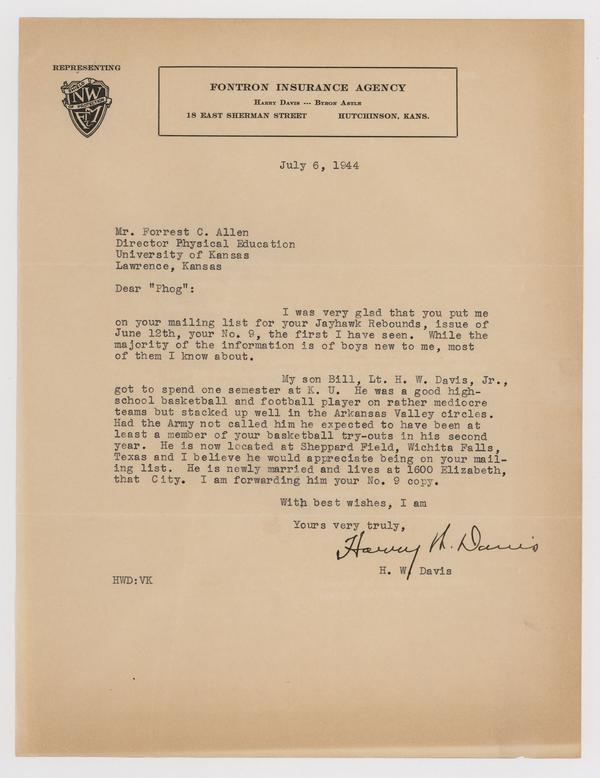 REPRESENTING
NW
FONTRON INSURANCE AGENCY
HARRY DAVIS --- BYRON ASTLE
18 EAST SHERMAN STREET HUTCHINSON, KANS.
July 6, 1944
Mr. Forrest C. Allen
Director Physical Education
University of Kansas
Lawrence, Kansas
Dear "Phog":
I was very glad that you put me
on your mailing list for your Jayhawk Rebounds, issue of
June 12th, your No. 9, the first I have seen. While the
majority of the information is of boys new to me, most
of them I know about.
My son Bill, Lt. H. W. Davis, Jr.,
got to spend one semester at K. U. He was a good high-
school basketball and football player on rather mediocre
teams but stacked up well in the Arkansas Valley circles.
Had the Army not called him he expected to have been at
least a member of your basketball try-outs in his second
year. He is now located at Sheppard Field, Wichita Falls,
Texas and I believe he would appreciate being on your mail-
ing list. He is newly married and lives at 1600 Elizabeth,
that City. I am forwarding him your No. 9 copy.
With best wishes, I am
Yours very truly,
Harry W. Davis
H. W. Davis
HWD:VK